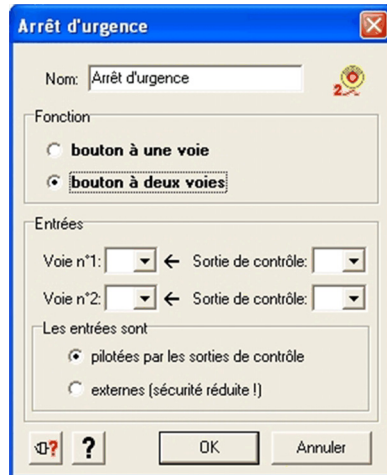 Arrêt d'urgence
Nom: Arrêt d'urgence
2
Fonction
bouton à une voie
bouton à deux voies
Entrées
Voie n°1: ← Sortie de contrôle:
Voie n°2: ← Sortie de contrôle:
Les entrées sont
pilotées par les sorties de contrôle
externes (sécurité réduite !)
? ? OK Annuler